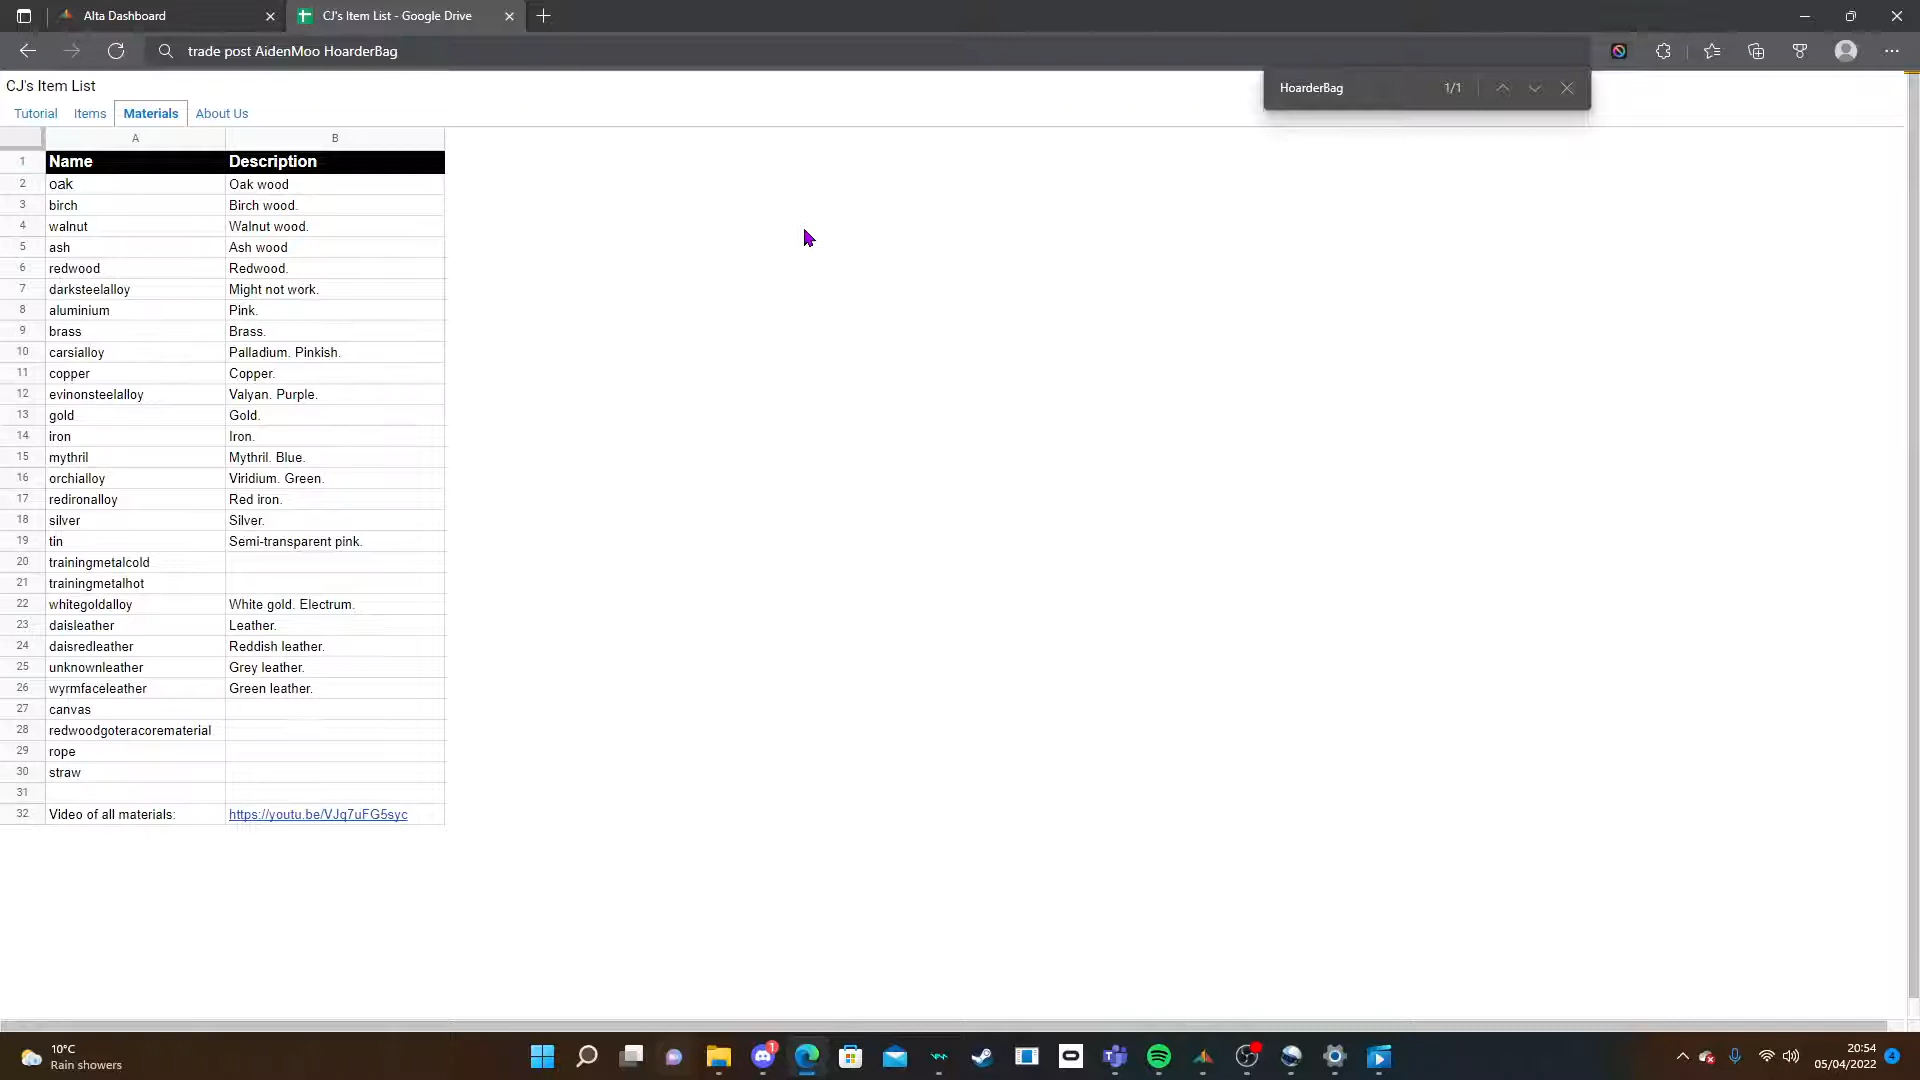 Alta Dashboard
CJ's Item List - Google Drive
trade post AidenMoo HoarderBag
HoarderBag 1/1
CJ's Item List
Tutorial Items Materials About Us
A B
1 Name Description
2 oak Oak wood
3 birch Birch wood.
4 walnut Walnut wood.
5 ash Ash wood
6 redwood Redwood.
7 darksteelalloy Might not work.
8 aluminium Pink.
9 brass Brass.
10 carsialloy Palladium. Pinkish.
11 copper Copper.
12 evinonsteelalloy Valyan. Purple.
13 gold Gold.
14 iron Iron.
15 mythril Mythril. Blue.
16 orchialloy Viridium. Green.
17 redironalloy Red iron.
18 silver Silver.
19 tin Semi-transparent pink.
20 trainingmetalcold
21 trainingmetalhot
22 whitegoldalloy White gold. Electrum.
23 daisleather Leather.
24 daisredleather Reddish leather.
25 unknownleather Grey leather.
26 wyrmfaceleather Green leather.
27 canvas
28 redwoodgoteracorematerial
29 rope
30 straw
31
32 Video of all materials: https://youtu.be/VJq7uFG5syc
10°C
Rain showers
1
20:54
05/04/2022
4